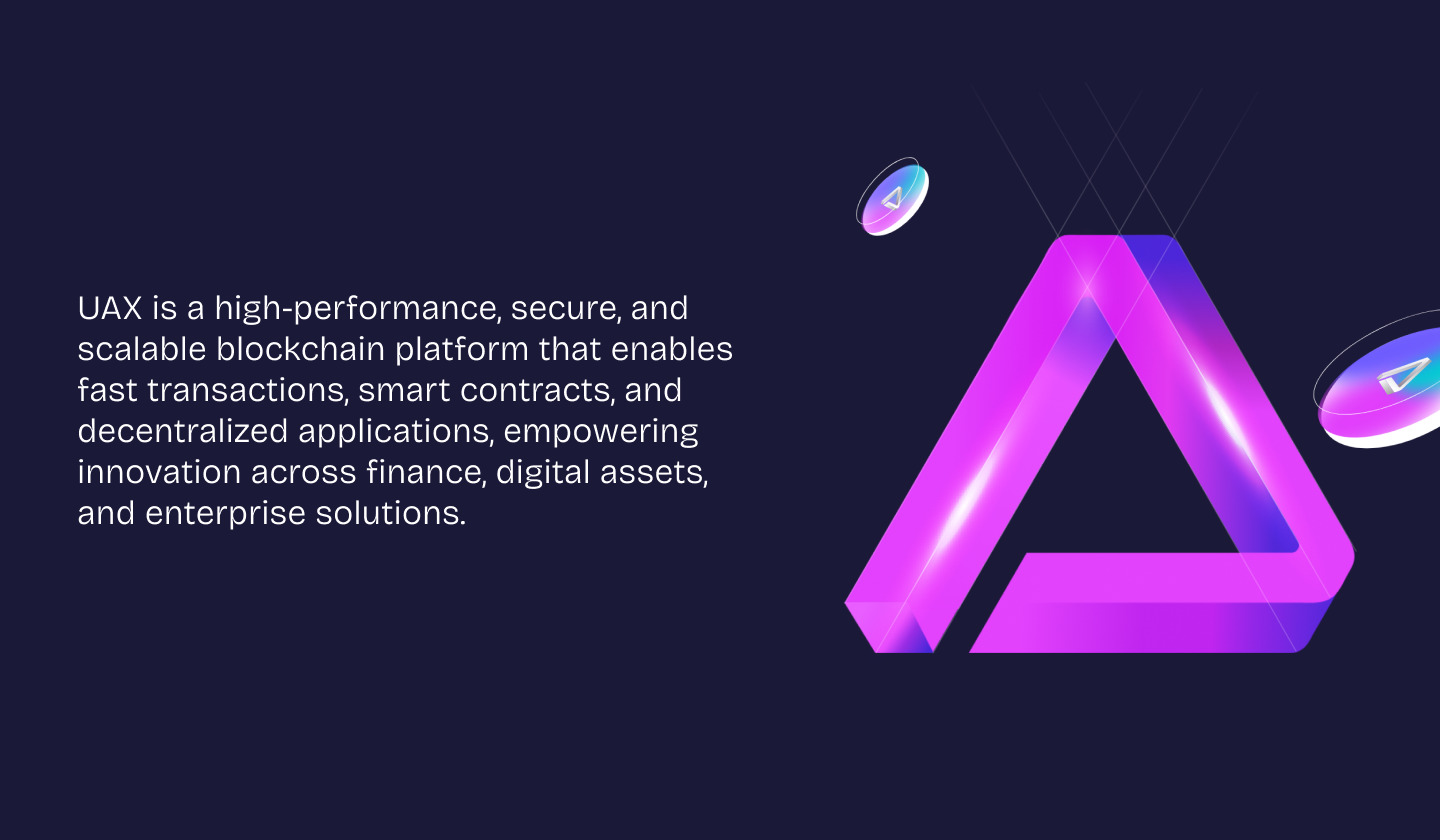 UAX is a high-performance, secure, and
scalable blockchain platform that enables
fast transactions, smart contracts, and
decentralized applications, empowering
innovation across finance, digital assets,
and enterprise solutions.